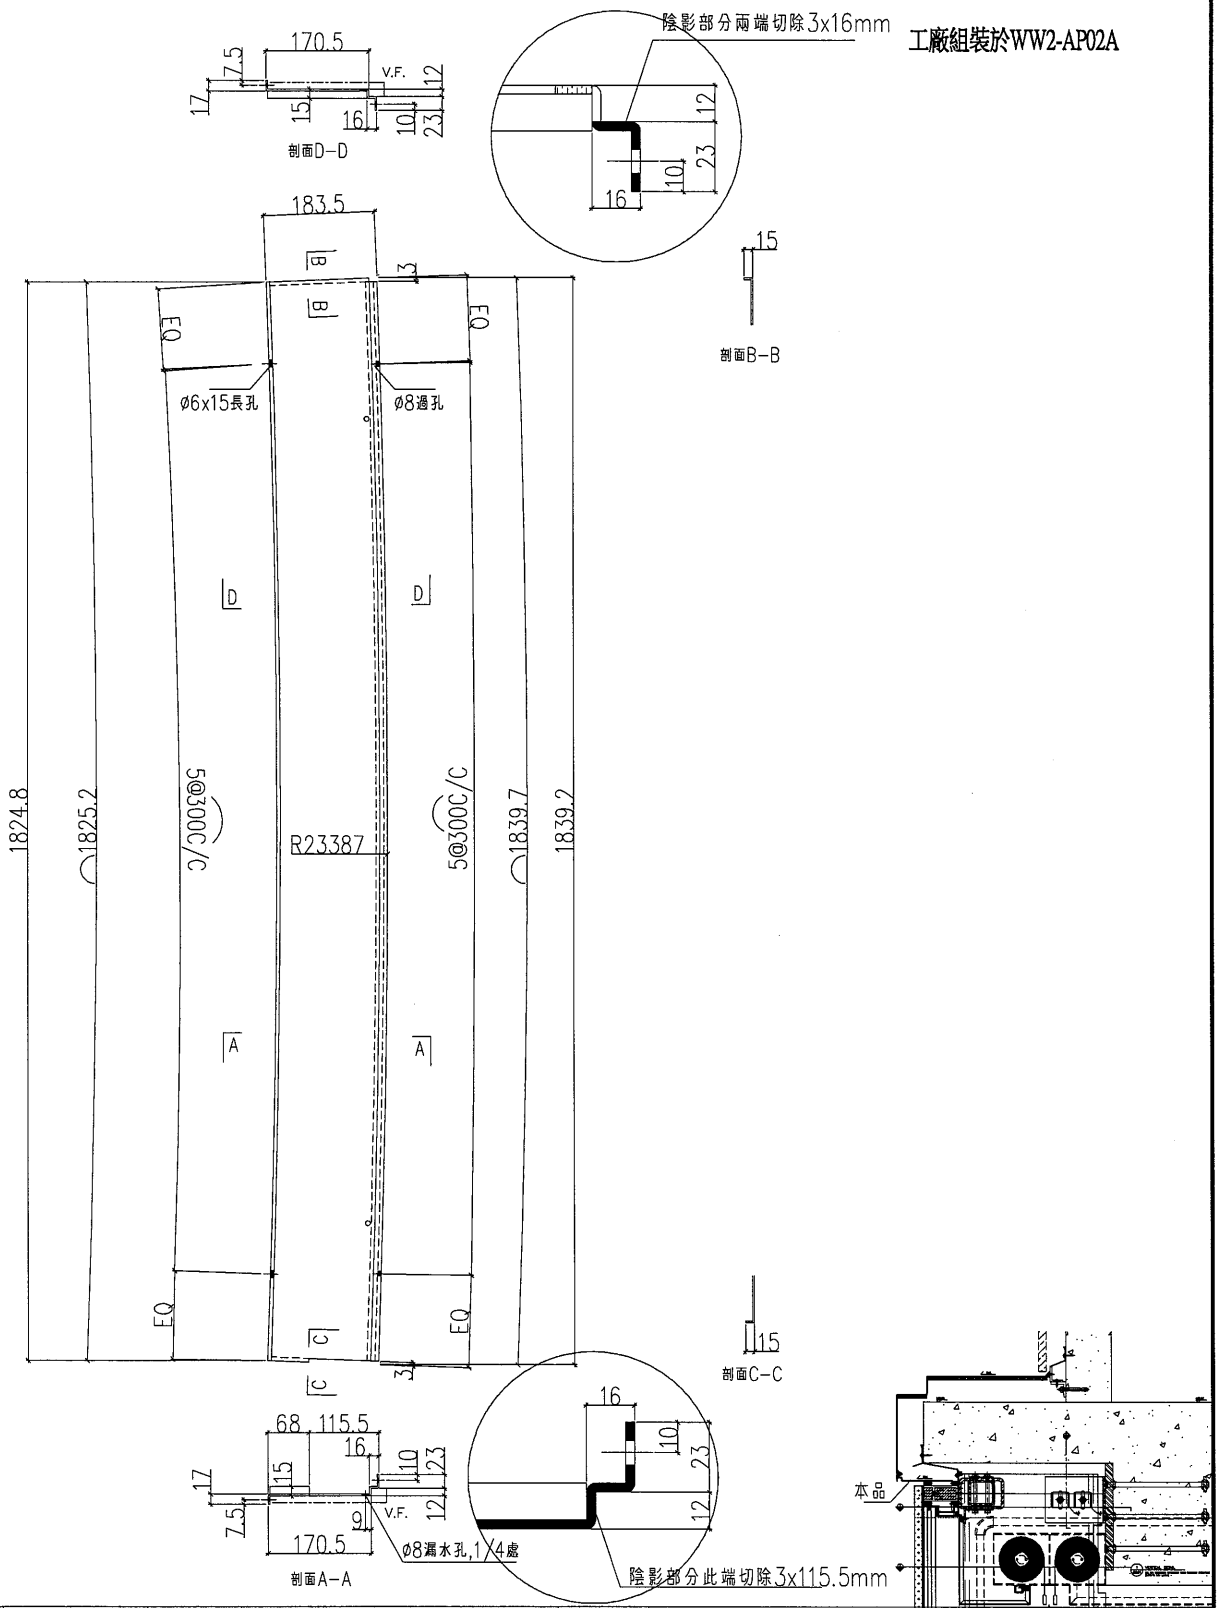 工廠組裝於WW2-AP02A
陰影部分兩端切除3x16mm
170.5
7.5
V.F.
12
17
15
16
10
23
剖面D-D
12
23
10
16
183.5
B
B
3
15
剖面B-B
EQ
EQ
Ø6x15長孔
Ø8過孔
D
D
1824.8
1825.2
5@300C/C
R23387
5@300C/C
1839.7
1839.2
A
A
EQ
EQ
C
C
3
15
剖面C-C
68
115.5
16
10
23
17
15
7.5
9
V.F.
12
170.5
Ø8漏水孔,1/4處
剖面A-A
16
10
23
12
陰影部分此端切除3x115.5mm
本品